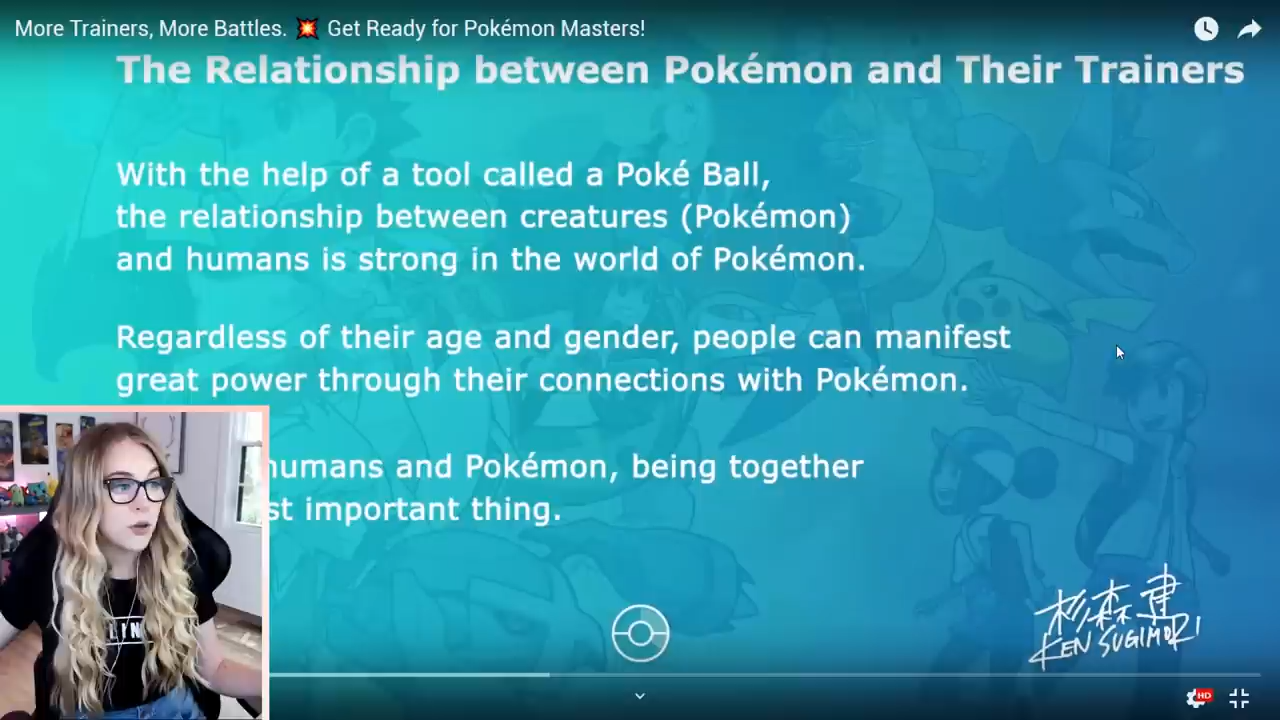 More Trainers, More Battles. 💥 Get Ready for Pokémon Masters!
The Relationship between Pokémon and Their Trainers
With the help of a tool called a Poké Ball,
the relationship between creatures (Pokémon)
and humans is strong in the world of Pokémon.
Regardless of their age and gender, people can manifest
great power through their connections with Pokémon.
humans and Pokémon, being together
st important thing.
杉森 建
KEN SUGIMORI
HD